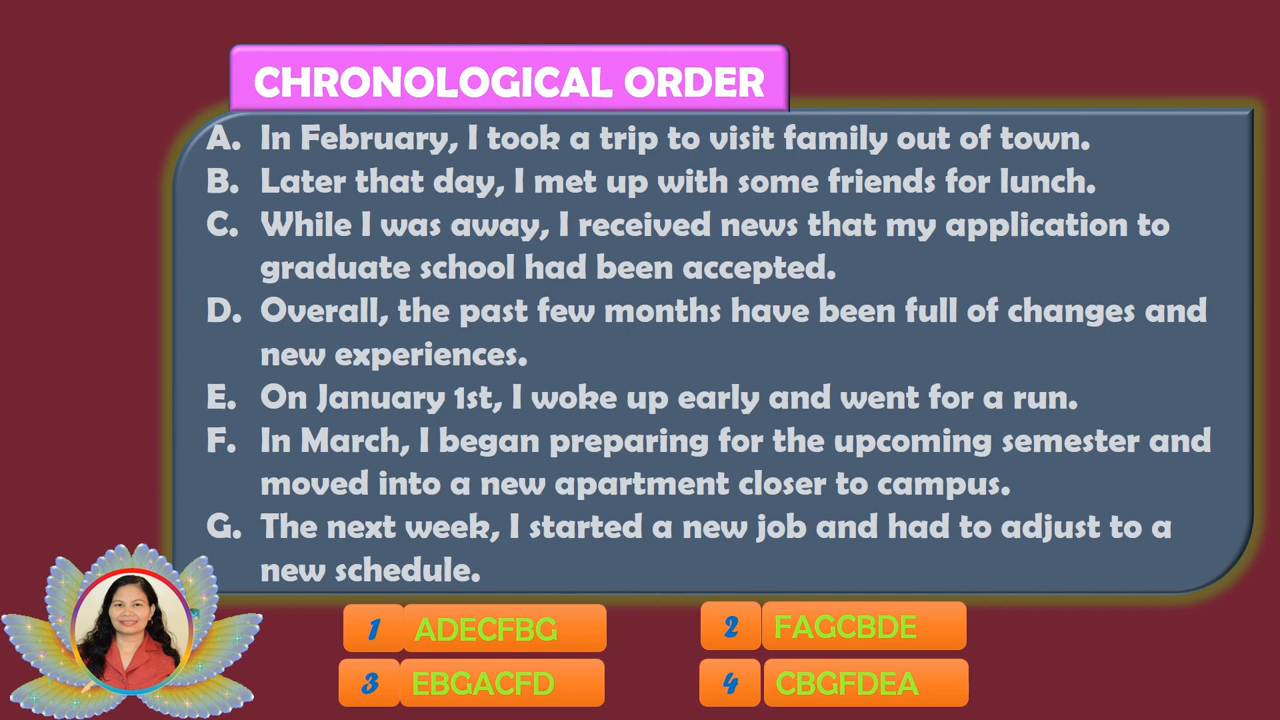 CHRONOLOGICAL ORDER
A. In February, I took a trip to visit family out of town.
B. Later that day, I met up with some friends for lunch.
C. While I was away, I received news that my application to
graduate school had been accepted.
D. Overall, the past few months have been full of changes and
new experiences.
E. On January 1st, I woke up early and went for a run.
F. In March, I began preparing for the upcoming semester and
moved into a new apartment closer to campus.
G. The next week, I started a new job and had to adjust to a
new schedule.
1 ADECFBG
2 FAGCBDE
3 EBGACFD
4 CBGFDEA